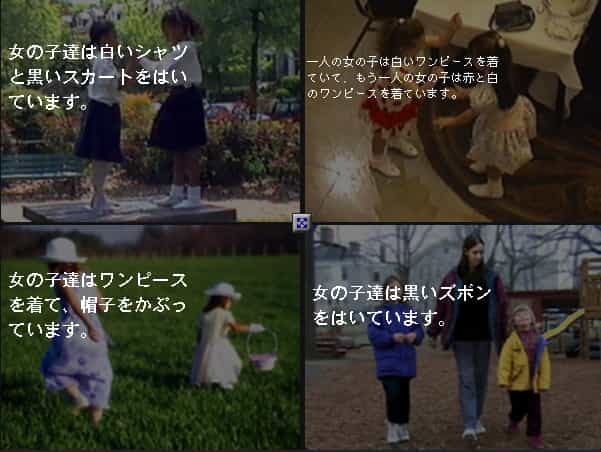 女の子達は白いシャツ
と黒いスカートをはい
ています。
一人の女の子は白いワンピースを着
ていて、もう一人の女の子は赤と白
のワンピースを着ています。
女の子達はワンピース
を着て、帽子をかぶっ
ています。
女の子達は黒いズボン
をはいています。